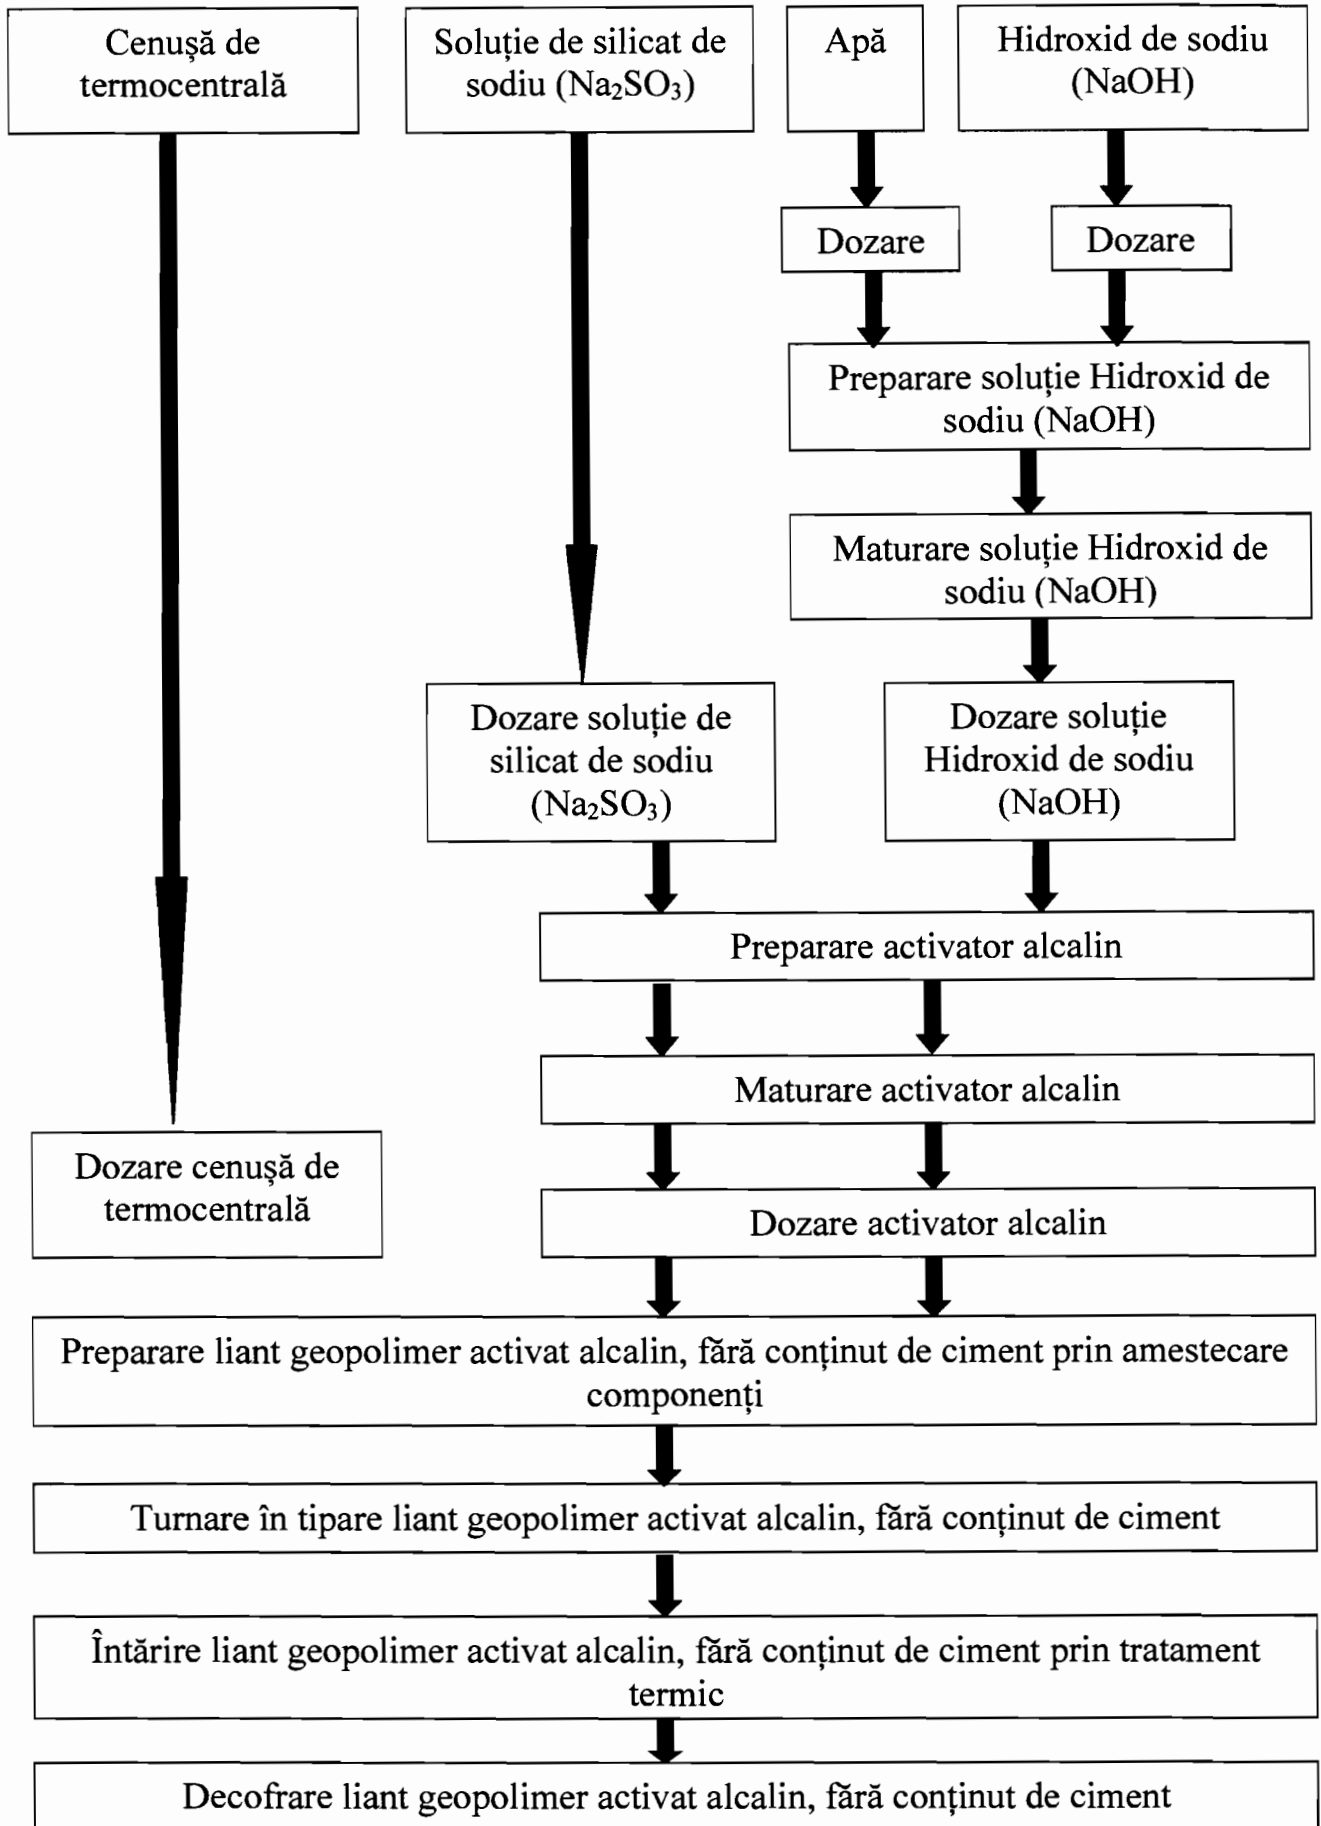 Cenușă de
termocentrală
Soluție de silicat de
sodiu (Na₂SO₃)
Apă
Hidroxid de sodiu
(NaOH)
Dozare
Dozare
Preparare soluție Hidroxid de
sodiu (NaOH)
Maturare soluție Hidroxid de
sodiu (NaOH)
Dozare soluție de
silicat de sodiu
(Na₂SO₃)
Dozare soluție
Hidroxid de sodiu
(NaOH)
Preparare activator alcalin
Maturare activator alcalin
Dozare cenușă de
termocentrală
Dozare activator alcalin
Preparare liant geopolimer activat alcalin, fără conținut de ciment prin amestecare
componenți
Turnare în tipare liant geopolimer activat alcalin, fără conținut de ciment
Întărire liant geopolimer activat alcalin, fără conținut de ciment prin tratament
termic
Decofrare liant geopolimer activat alcalin, fără conținut de ciment